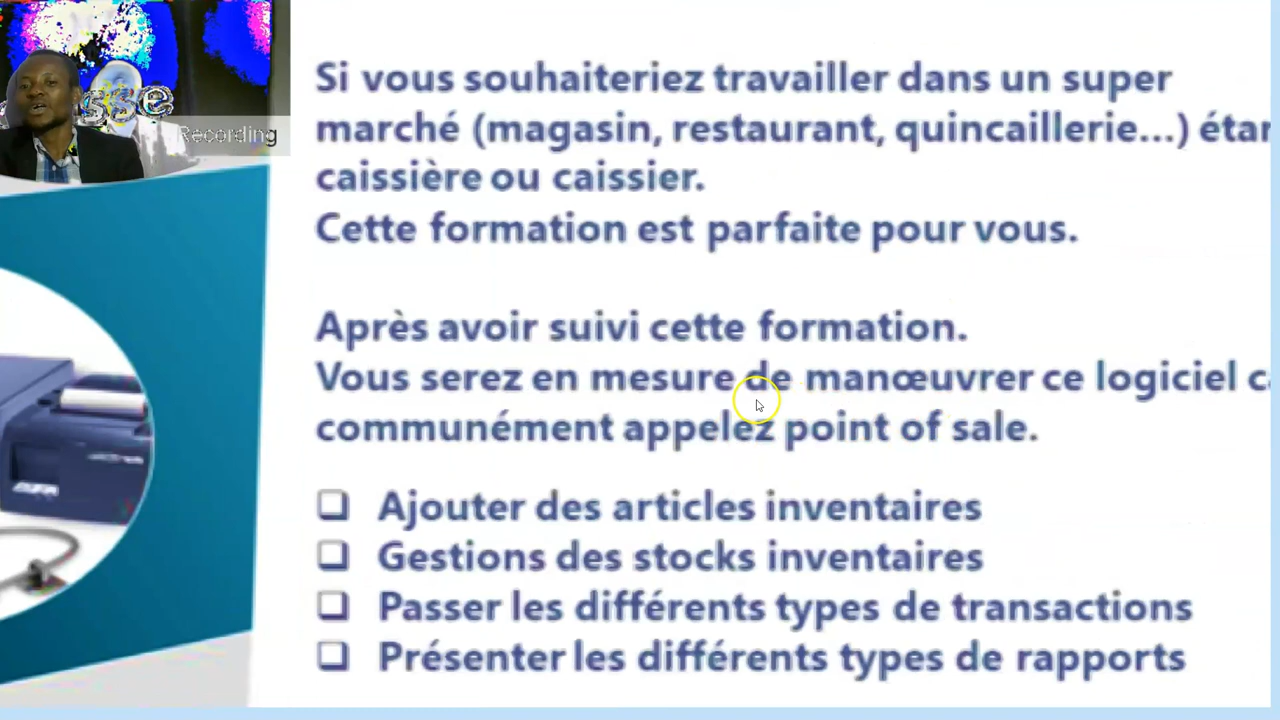 Recording
Si vous souhaiteriez travailler dans un super
marché (magasin, restaurant, quincaillerie...)
caissière ou caissier.
Cette formation est parfaite pour vous.
Après avoir suivi cette formation.
Vous serez en mesure de manœuvrer ce logiciel
communément appelez point of sale.
❑ Ajouter des articles inventaires
❑ Gestions des stocks inventaires
❑ Passer les différents types de transactions
❑ Présenter les différents types de rapports